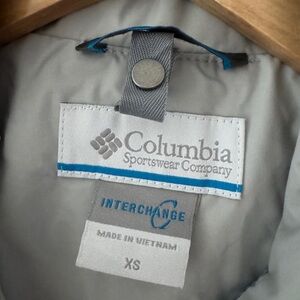 Columbia
Sportswear Company
INTERCHANGE
MADE IN VIETNAM
XS